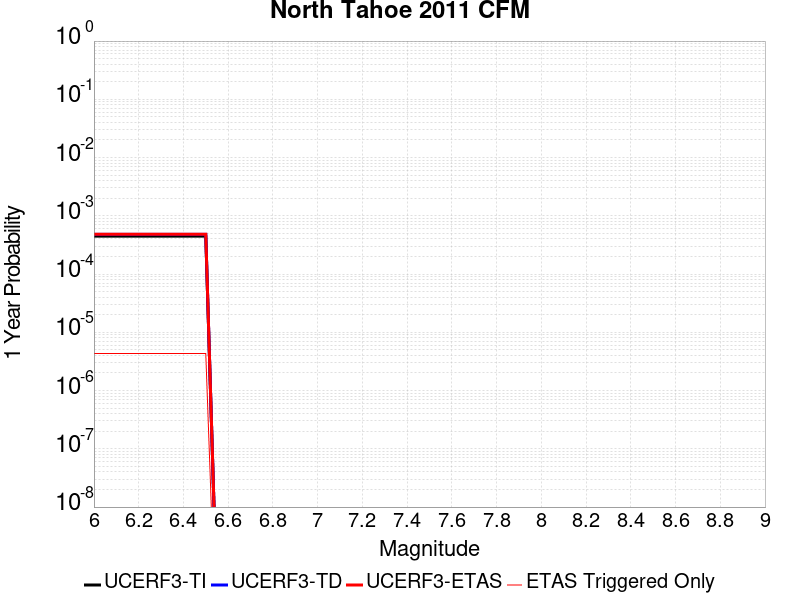 North Tahoe 2011 CFM
10^0
10^-1
10^-2
10^-3
10^-4
10^-5
10^-6
10^-7
10^-8
1 Year Probability
6 6.2 6.4 6.6 6.8 7 7.2 7.4 7.6 7.8 8 8.2 8.4 8.6 8.8 9
Magnitude
UCERF3-TI UCERF3-TD UCERF3-ETAS ETAS Triggered Only